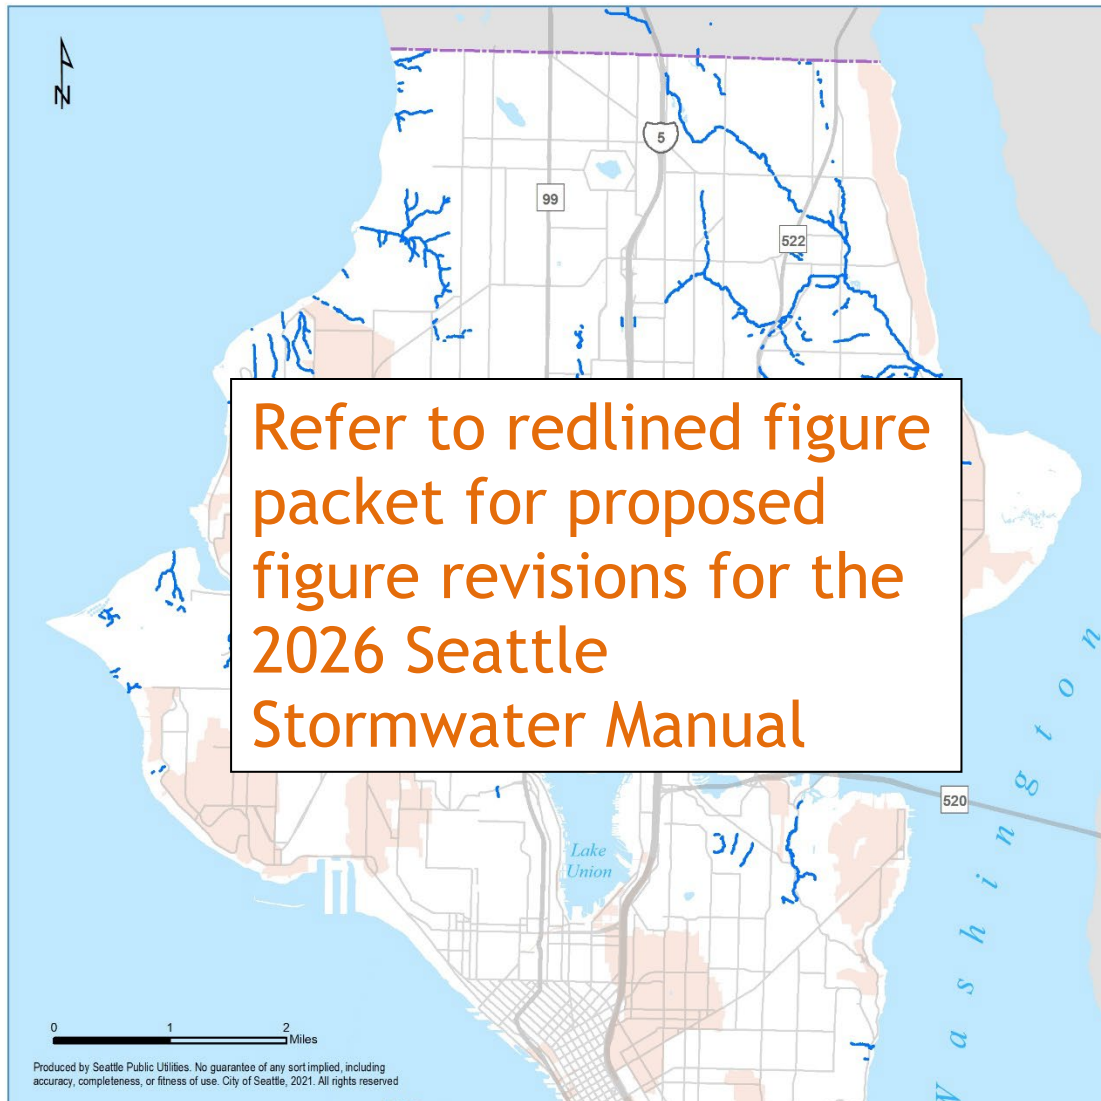 N
5
99
522
Refer to redlined figure
packet for proposed
figure revisions for the
2026 Seattle
Stormwater Manual
520
Lake
Union
Washington
0 1 2
Miles
Produced by Seattle Public Utilities. No guarantee of any sort implied, including
accuracy, completeness, or fitness of use. City of Seattle, 2021. All rights reserved